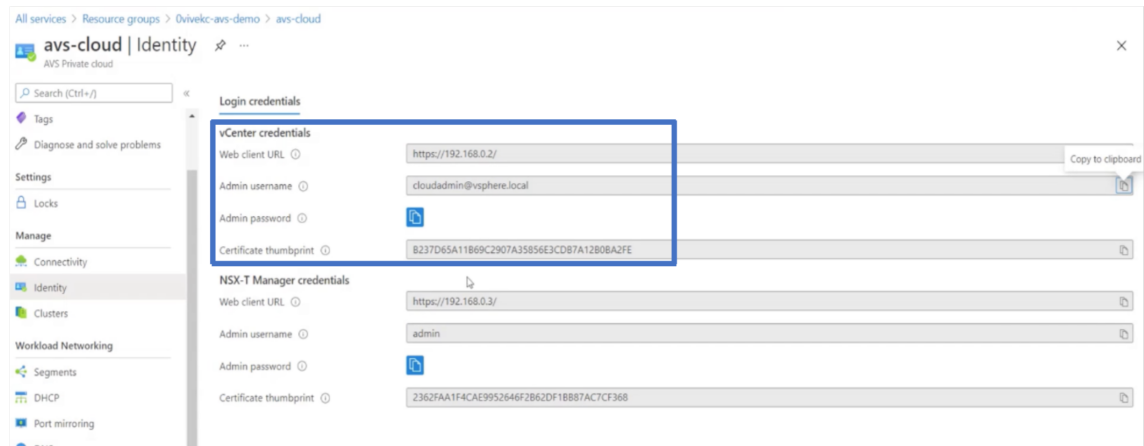 All services > Resource groups > 0vivekc-avs-demo > avs-cloud
avs-cloud | Identity
AVS Private cloud
Search (Ctrl+/)
Tags
Diagnose and solve problems
Settings
Locks
Manage
Connectivity
Identity
Clusters
Workload Networking
Segments
DHCP
Port mirroring
Login credentials
vCenter credentials
Web client URL
https://192.168.0.2/
Copy to clipboard
Admin username
cloudadmin@vsphere.local
Admin password
Certificate thumbprint
B237D65A11B69C2907A35856E3CDB7A12B0BA2FE
NSX-T Manager credentials
Web client URL
https://192.168.0.3/
Admin username
admin
Admin password
Certificate thumbprint
2362FAA1F4CAE9952646F2B62DF1BB87AC7CF368